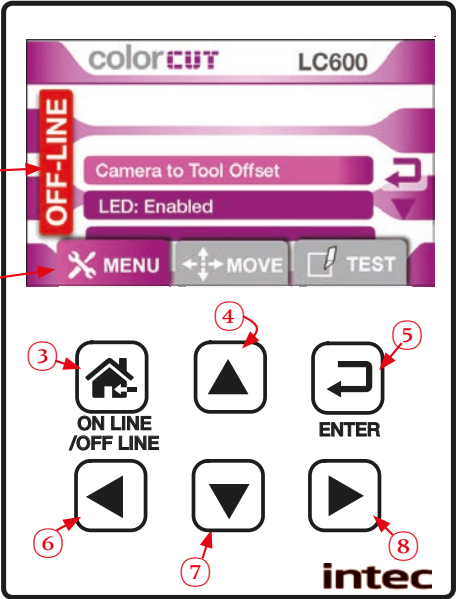 colorcut LC600
OFF-LINE
Camera to Tool Offset
LED: Enabled
MENU MOVE TEST
4
3
5
ON LINE
/OFF LINE
ENTER
6
7
8
intec